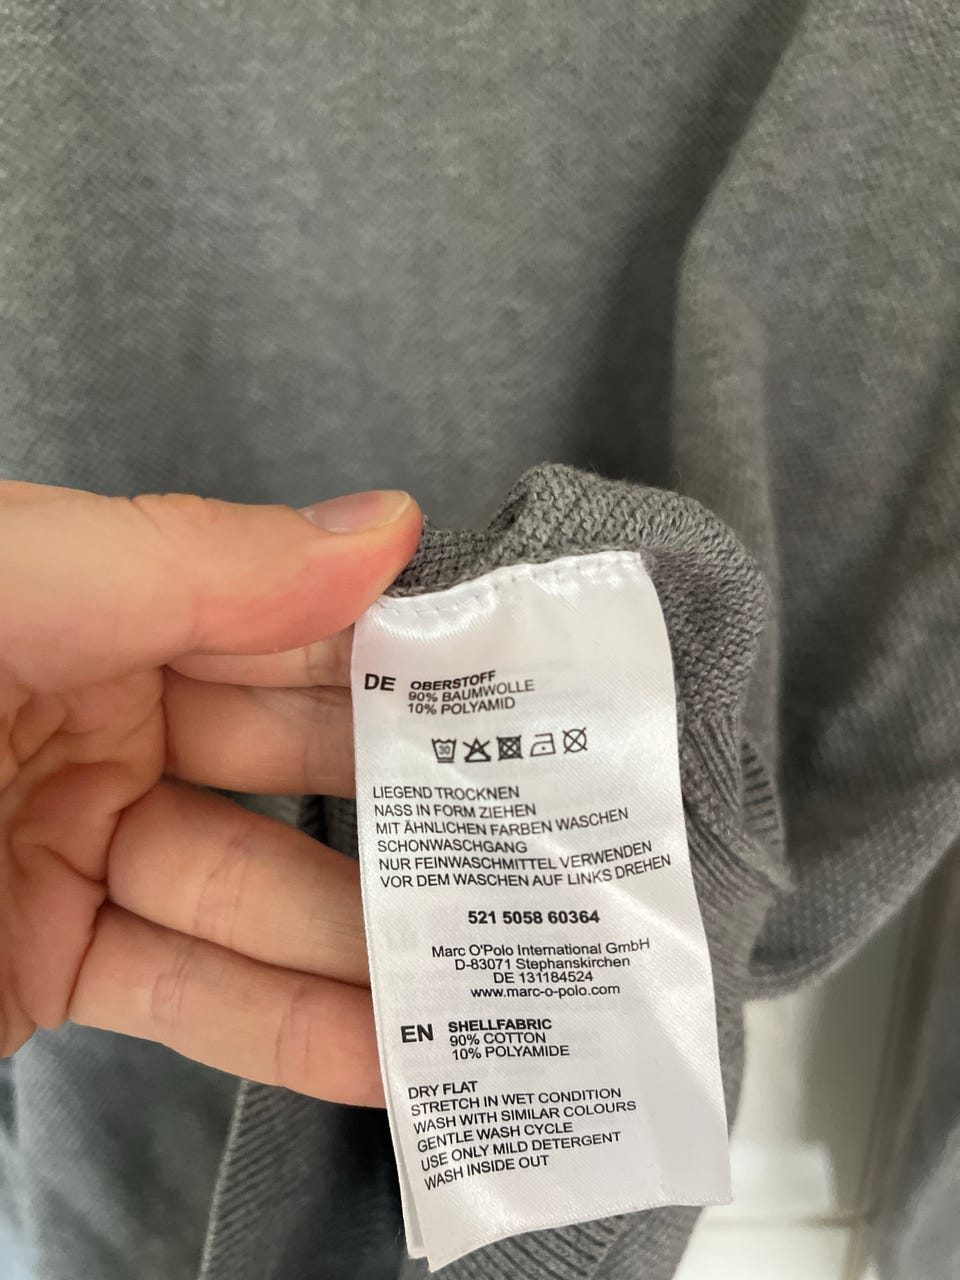 DE OBERSTOFF
90% BAUMWOLLE
10% POLYAMID
30
LIEGEND TROCKNEN
NASS IN FORM ZIEHEN
MIT ÄHNLICHEN FARBEN WASCHEN
SCHONWASCHGANG
NUR FEINWASCHMITTEL VERWENDEN
VOR DEM WASCHEN AUF LINKS DREHEN
521 5058 60364
Marc O'Polo International GmbH
D-83071 Stephanskirchen
DE 131184524
www.marc-o-polo.com
EN SHELLFABRIC
90% COTTON
10% POLYAMIDE
DRY FLAT
STRETCH IN WET CONDITION
WASH WITH SIMILAR COLOURS
GENTLE WASH CYCLE
USE ONLY MILD DETERGENT
WASH INSIDE OUT